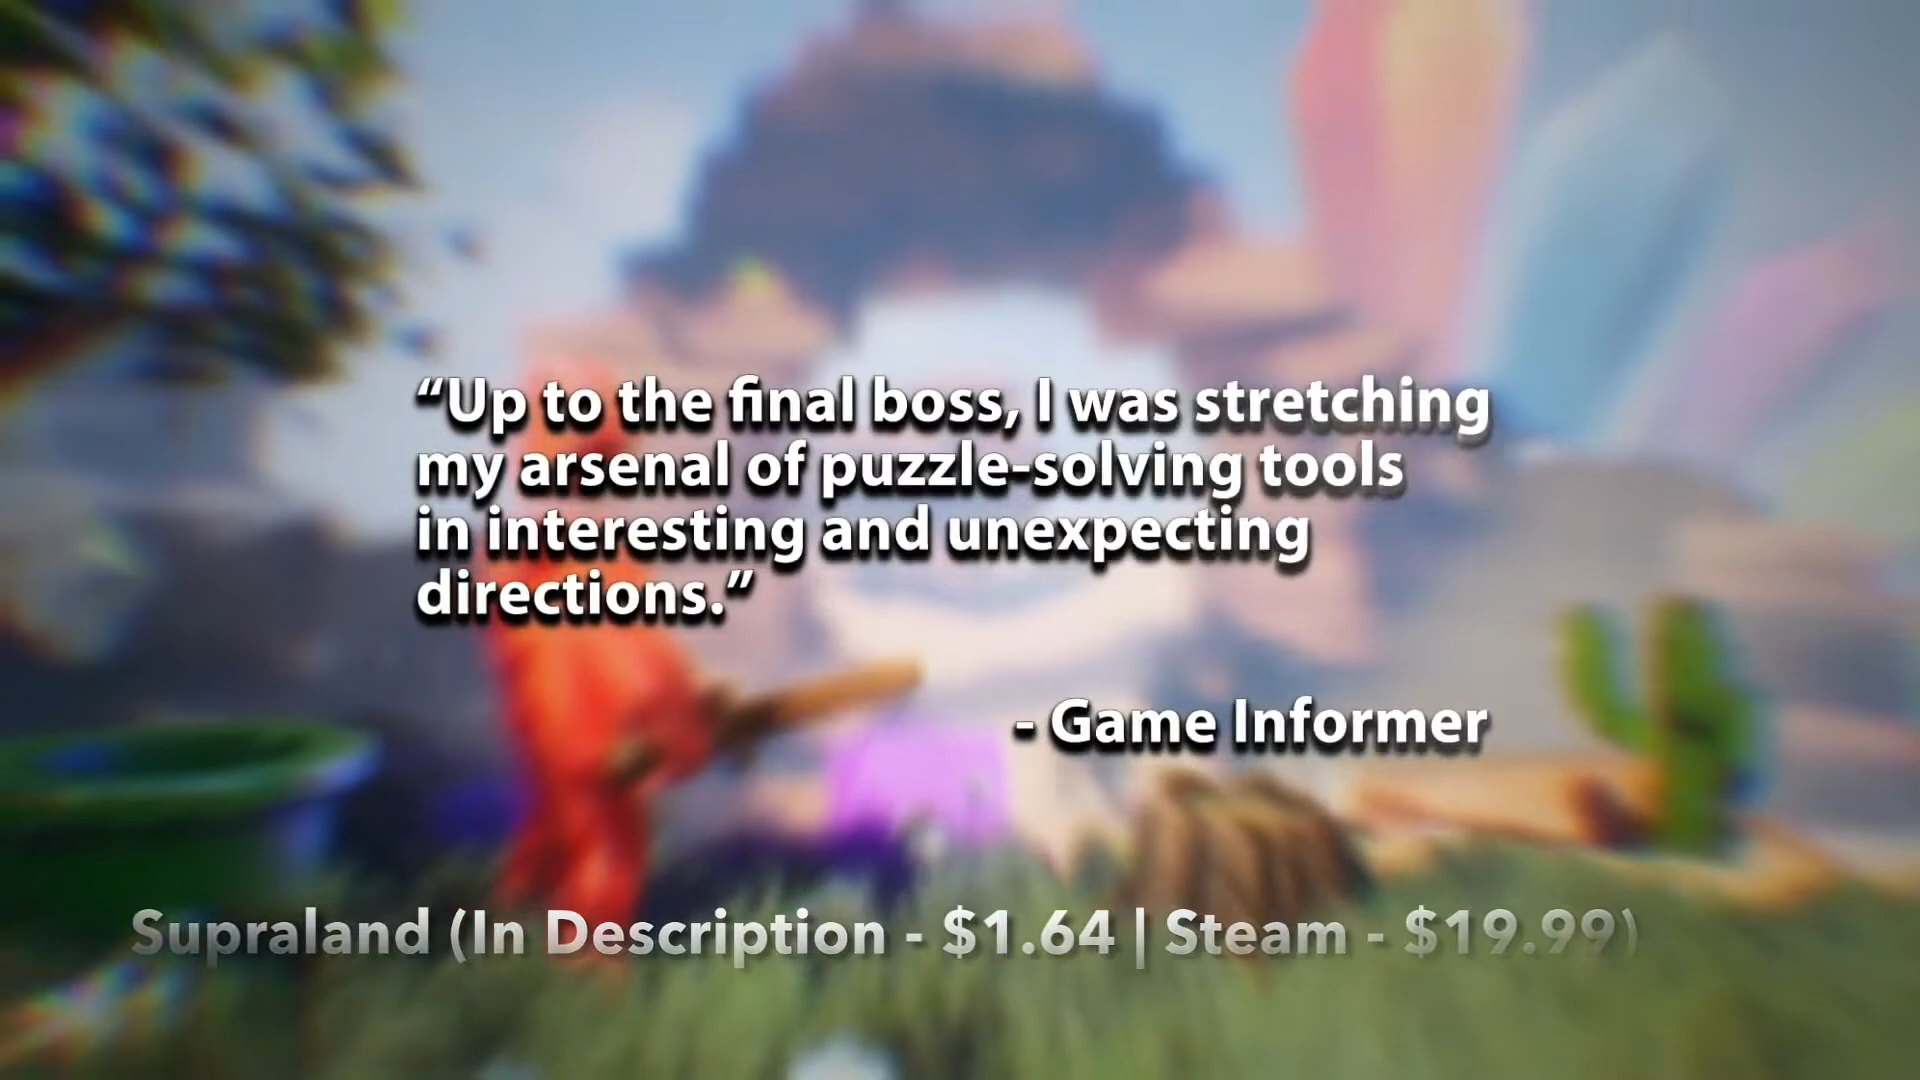 “Up to the final boss, I was stretching
my arsenal of puzzle-solving tools
in interesting and unexpecting
directions.”
- Game Informer
Supraland (In Description - $1.64 | Steam - $19.99)